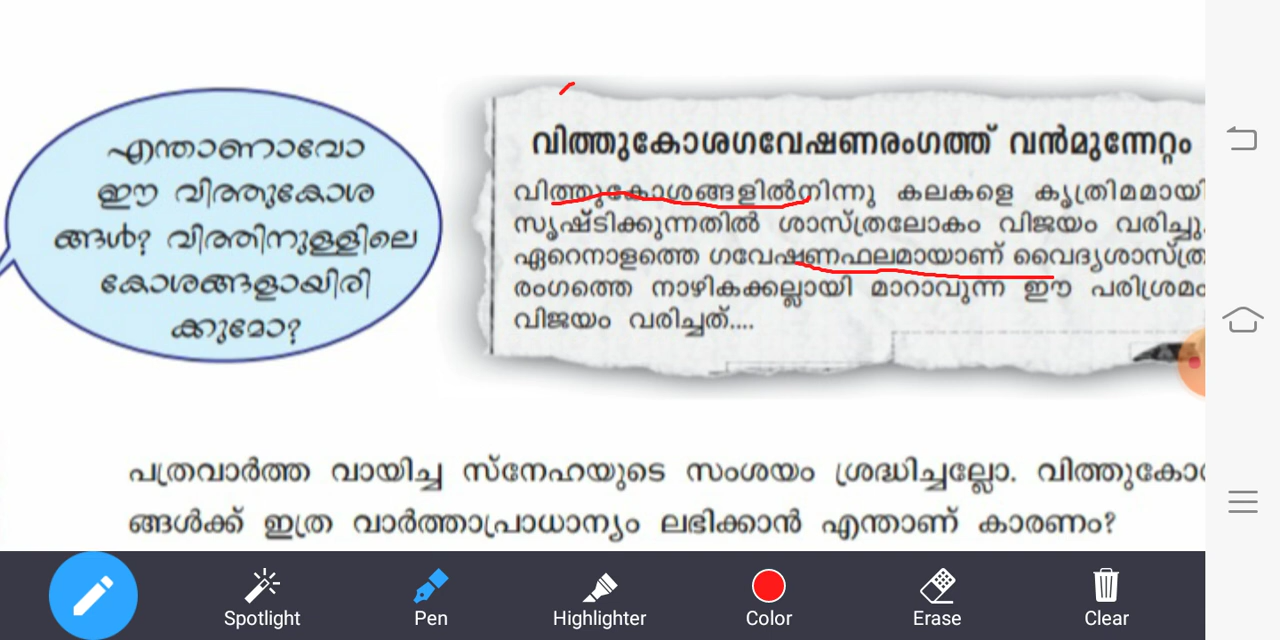 എന്താണാവോ
ഈ വിത്തുകോശ
ങ്ങൾ? വിത്തിനുള്ളിലെ
കോശങ്ങളായിരി
ക്കുമോ?
വിത്തുകോശഗവേഷണരംഗത്ത് വൻമുന്നേറ്റം
വിത്തുകോശങ്ങളിൽനിന്നു കലകളെ കൃത്രിമമായി
സൃഷ്ടിക്കുന്നതിൽ ശാസ്ത്രലോകം വിജയം വരിച്ചു.
ഏറെനാളത്തെ ഗവേഷണഫലമായാണ് വൈദ്യശാസ്ത്ര
രംഗത്തെ നാഴികക്കല്ലായി മാറാവുന്ന ഈ പരിശ്രമം
വിജയം വരിച്ചത്....
പത്രവാർത്ത വായിച്ച സ്നേഹയുടെ സംശയം ശ്രദ്ധിച്ചല്ലോ.
ങ്ങൾക്ക് ഇത്ര വാർത്താപ്രാധാന്യം ലഭിക്കാൻ എന്താണ് കാരണം?
Spotlight Pen Highlighter Color Erase Clear